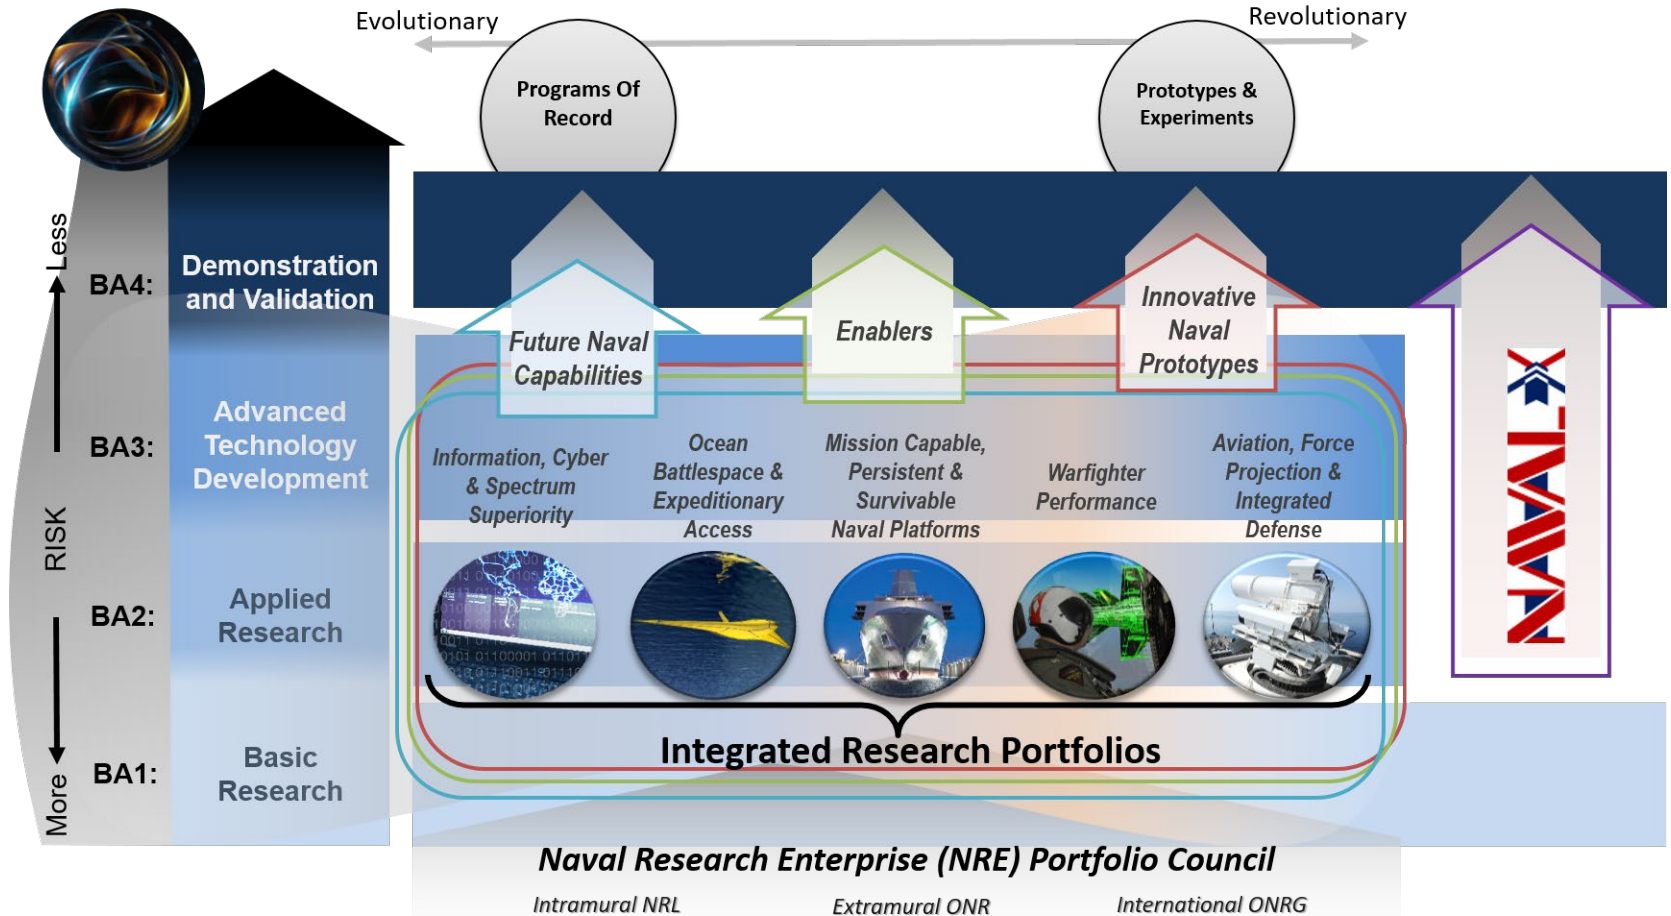 Evolutionary
Revolutionary
Programs Of
Record
Prototypes &
Experiments
Less
RISK
More
BA4:
Demonstration
and Validation
BA3:
Advanced
Technology
Development
BA2:
Applied
Research
BA1:
Basic
Research
Future Naval
Capabilities
Enablers
Innovative
Naval
Prototypes
Information, Cyber
& Spectrum
Superiority
Ocean
Battlespace &
Expeditionary
Access
Mission Capable,
Persistent &
Survivable
Naval Platforms
Warfighter
Performance
Aviation, Force
Projection &
Integrated
Defense
NAVAL X
Integrated Research Portfolios
Naval Research Enterprise (NRE) Portfolio Council
Intramural NRL
Extramural ONR
International ONRG